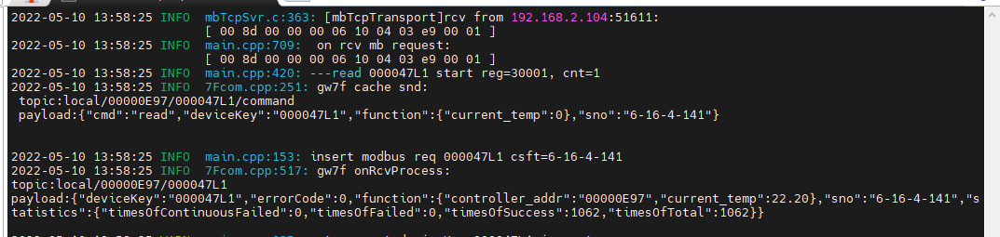 2022-05-10 13:58:25 INFO  mbTcpSvr.c:363: [mbTcpTransport]rcv from 192.168.2.104:51611:
[ 00 8d 00 00 00 06 10 04 03 e9 00 01 ]
2022-05-10 13:58:25 INFO  main.cpp:709:  on rcv mb request:
[ 00 8d 00 00 00 06 10 04 03 e9 00 01 ]
2022-05-10 13:58:25 INFO  main.cpp:420: ---read 000047L1 start reg=30001, cnt=1
2022-05-10 13:58:25 INFO  7Fcom.cpp:251: gw7f cache snd:
topic:local/00000E97/000047L1/command
payload:{"cmd":"read","deviceKey":"000047L1","function":{"current_temp":0},"sno":"6-16-4-141"}
2022-05-10 13:58:25 INFO  main.cpp:153: insert modbus req 000047L1 csft=6-16-4-141
2022-05-10 13:58:25 INFO  7Fcom.cpp:517: gw7f onRcvProcess:
topic:local/00000E97/000047L1
payload:{"deviceKey":"000047L1","errorCode":0,"function":{"controller_addr":"00000E97","current_temp":22.20},"sno":"6-16-4-141","s
tatistics":{"timesOfContinuousFailed":0,"timesOfFailed":0,"timesOfSuccess":1062,"timesOfTotal":1062}}